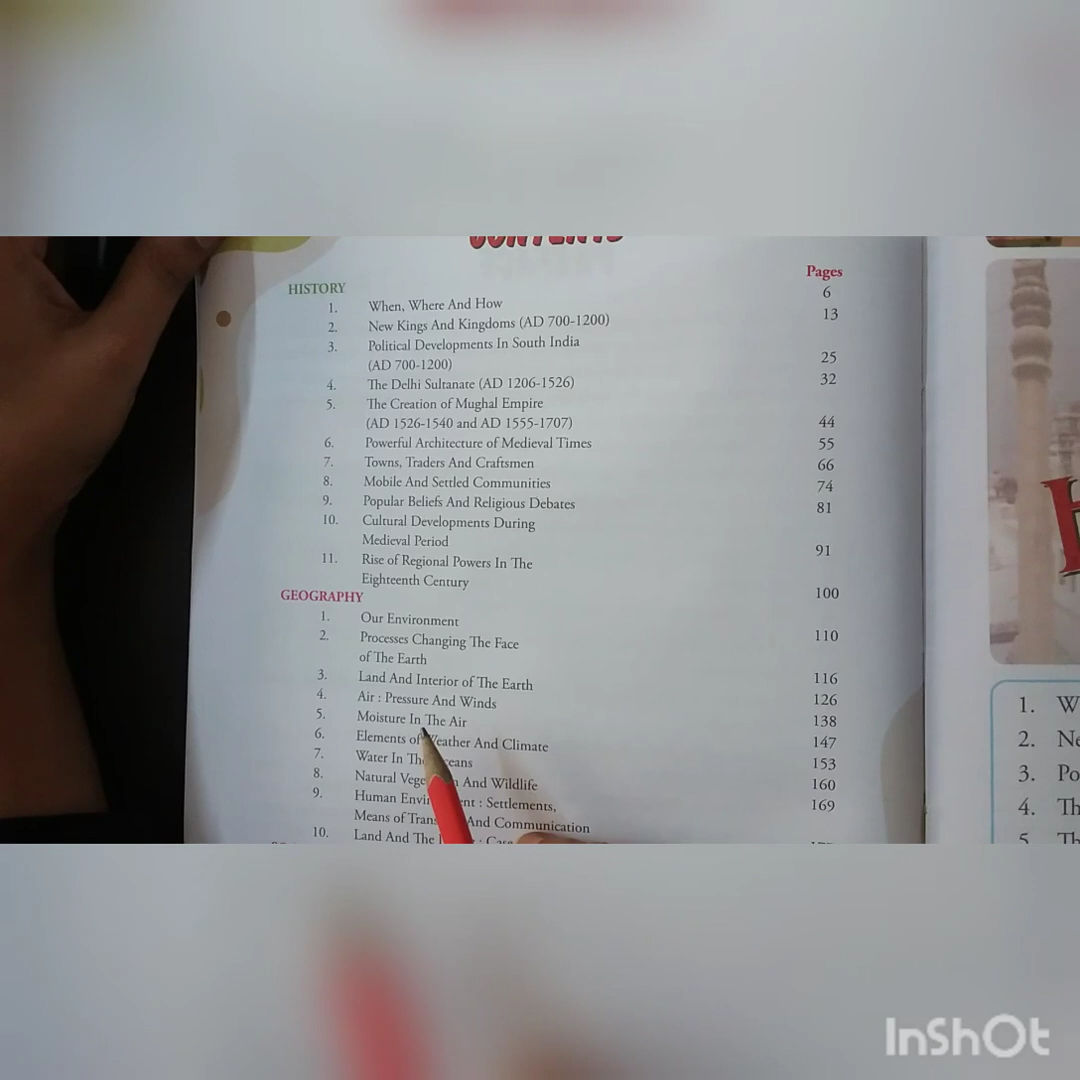 CONTENTS
Pages
HISTORY
1. When, Where And How 6
2. New Kings And Kingdoms (AD 700-1200) 13
3. Political Developments In South India
(AD 700-1200) 25
4. The Delhi Sultanate (AD 1206-1526) 32
5. The Creation of Mughal Empire
(AD 1526-1540 and AD 1555-1707) 44
6. Powerful Architecture of Medieval Times 55
7. Towns, Traders And Craftsmen 66
8. Mobile And Settled Communities 74
9. Popular Beliefs And Religious Debates 81
10. Cultural Developments During
Medieval Period 91
11. Rise of Regional Powers In The
Eighteenth Century 100
GEOGRAPHY
1. Our Environment 110
2. Processes Changing The Face
of The Earth 116
3. Land And Interior of The Earth 126
4. Air : Pressure And Winds 138
5. Moisture In The Air 147
6. Elements of Weather And Climate 153
7. Water In The 160
8. Natural And Wildlife 169
9. Human : Settlements,
Means of And Communication
10. Land And The
1. W
2. Ne
3. Po
4. Th
5. Th
H
InShOt